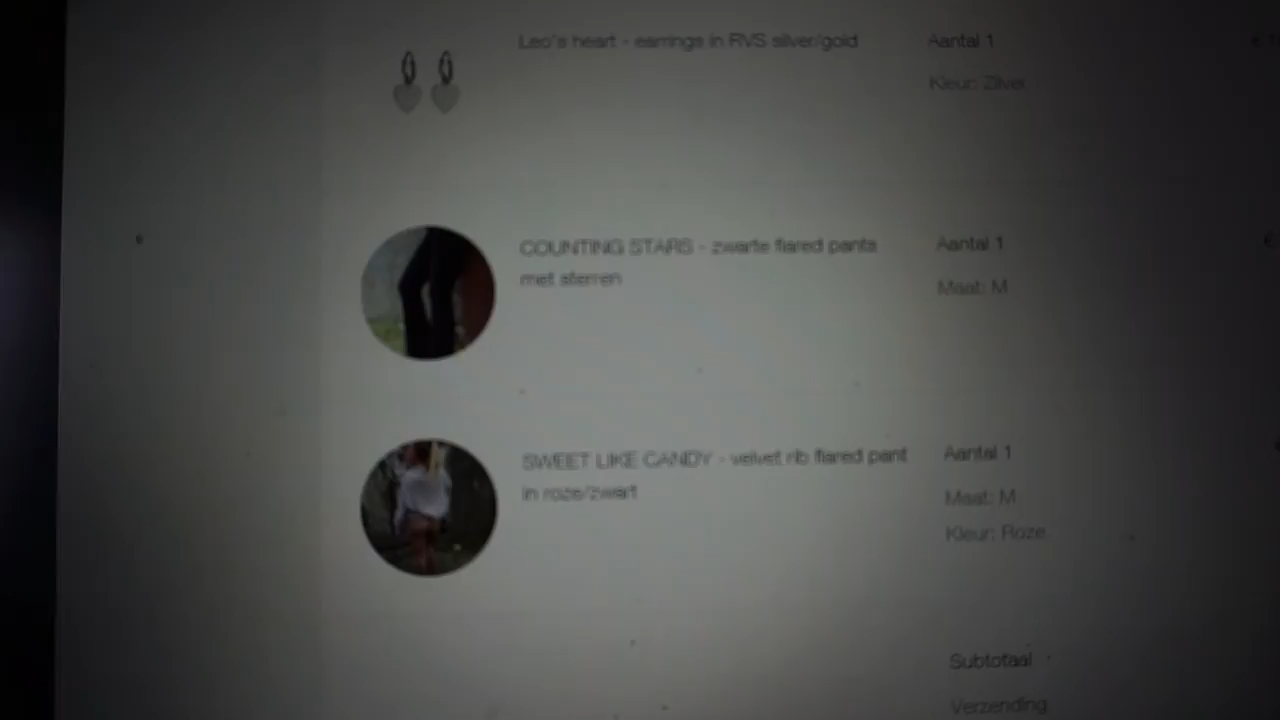 Leo's heart - earrings in RVS silver/gold
Aantal 1
Kleur: Zilver
COUNTING STARS - zwarte flared pants
met sterren
Aantal 1
Maat: M
€
SWEET LIKE CANDY - velvet rib flared pant
in roze/zwart
Aantal 1
Maat: M
Kleur: Roze
Subtotaal
Verzending